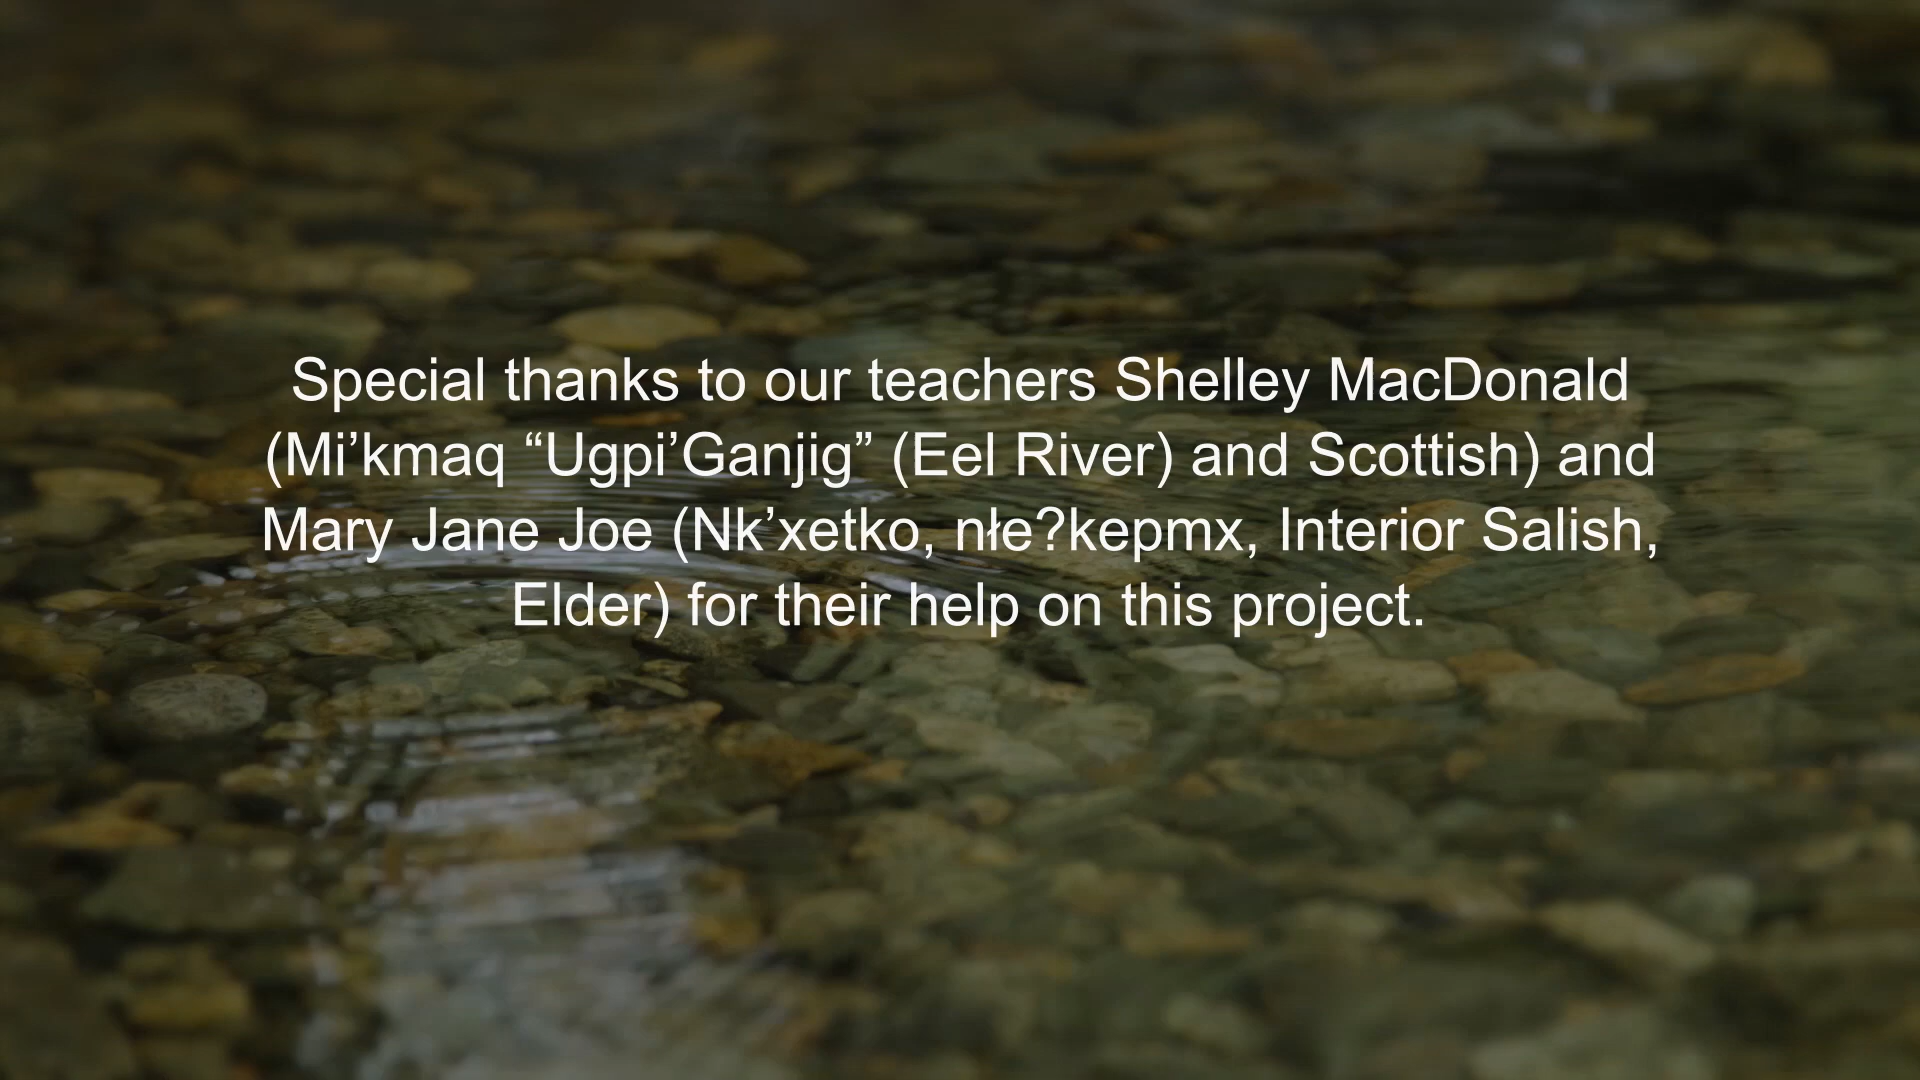 Special thanks to our teachers Shelley MacDonald
(Mi’kmaq “Ugpi’Ganjig” (Eel River) and Scottish) and
Mary Jane Joe (Nk’xetko, nłe?kepmx, Interior Salish,
Elder) for their help on this project.